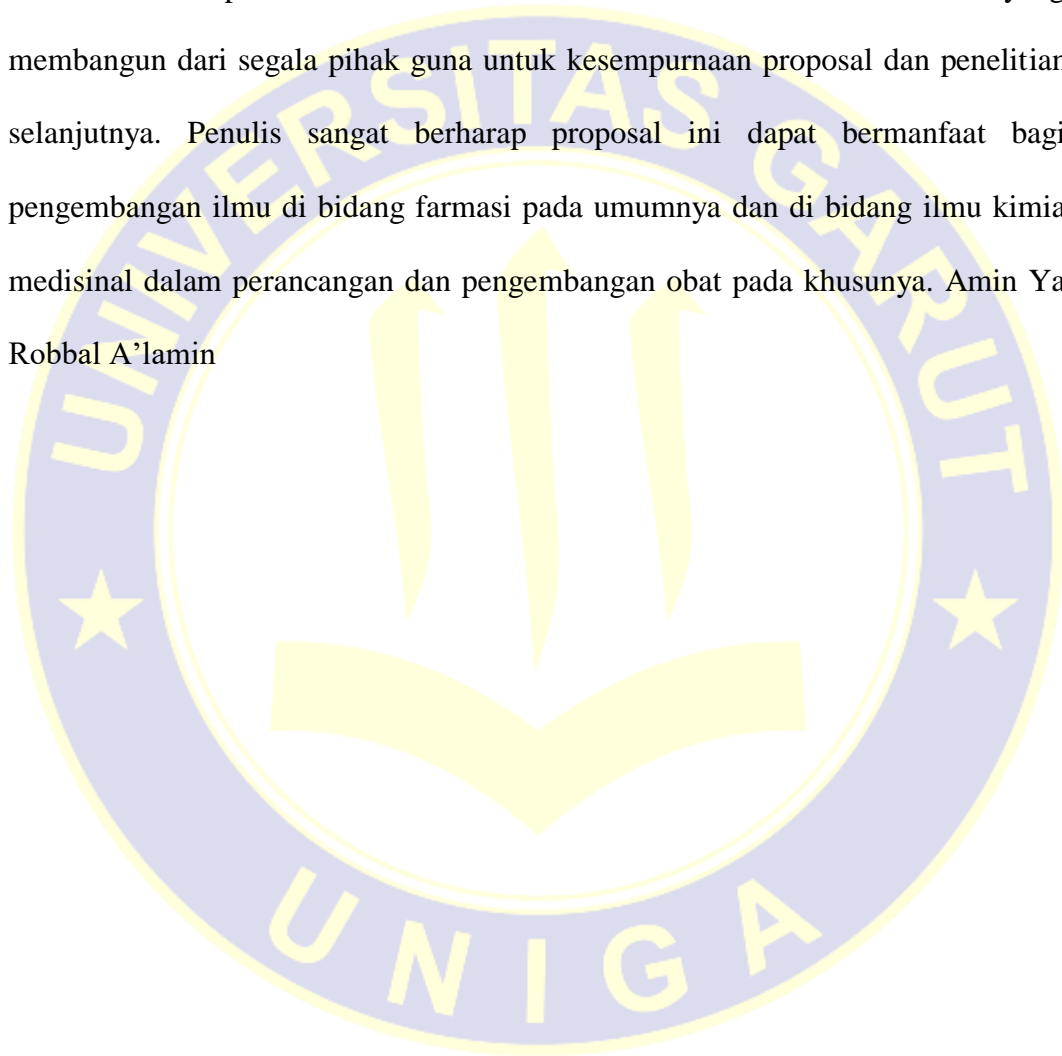 membangun dari segala pihak guna untuk kesempurnaan proposal dan penelitian
selanjutnya. Penulis sangat berharap proposal ini dapat bermanfaat bagi
pengembangan ilmu di bidang farmasi pada umumnya dan di bidang ilmu kimia
medisinal dalam perancangan dan pengembangan obat pada khusunya. Amin Ya
Robbal A’lamin
UNIVERSITAS GARUT
UNIGA